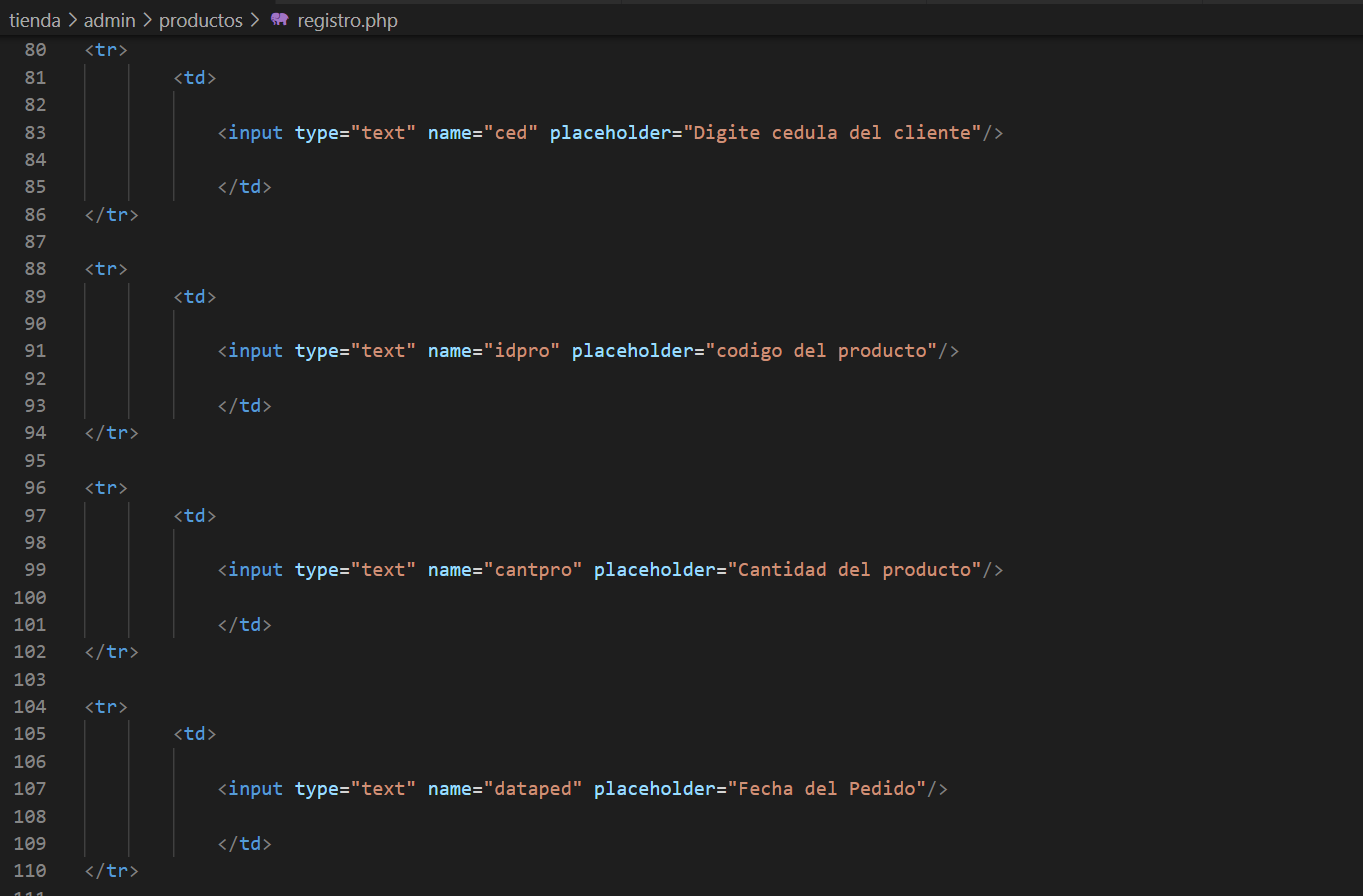 tienda > admin > productos > registro.php
80 <tr>
81 <td>
82
83 <input type="text" name="ced" placeholder="Digite cedula del cliente"/>
84
85 </td>
86 </tr>
87
88 <tr>
89 <td>
90
91 <input type="text" name="idpro" placeholder="codigo del producto"/>
92
93 </td>
94 </tr>
95
96 <tr>
97 <td>
98
99 <input type="text" name="cantpro" placeholder="Cantidad del producto"/>
100
101 </td>
102 </tr>
103
104 <tr>
105 <td>
106
107 <input type="text" name="dataped" placeholder="Fecha del Pedido"/>
108
109 </td>
110 </tr>
111